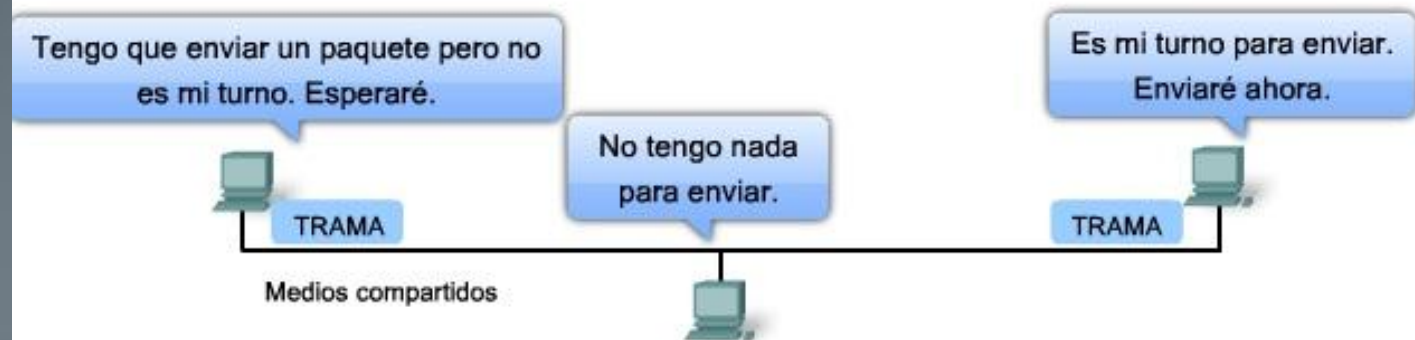 Tengo que enviar un paquete pero no
es mi turno. Esperaré.
Es mi turno para enviar.
Enviaré ahora.
No tengo nada
para enviar.
TRAMA
TRAMA
Medios compartidos